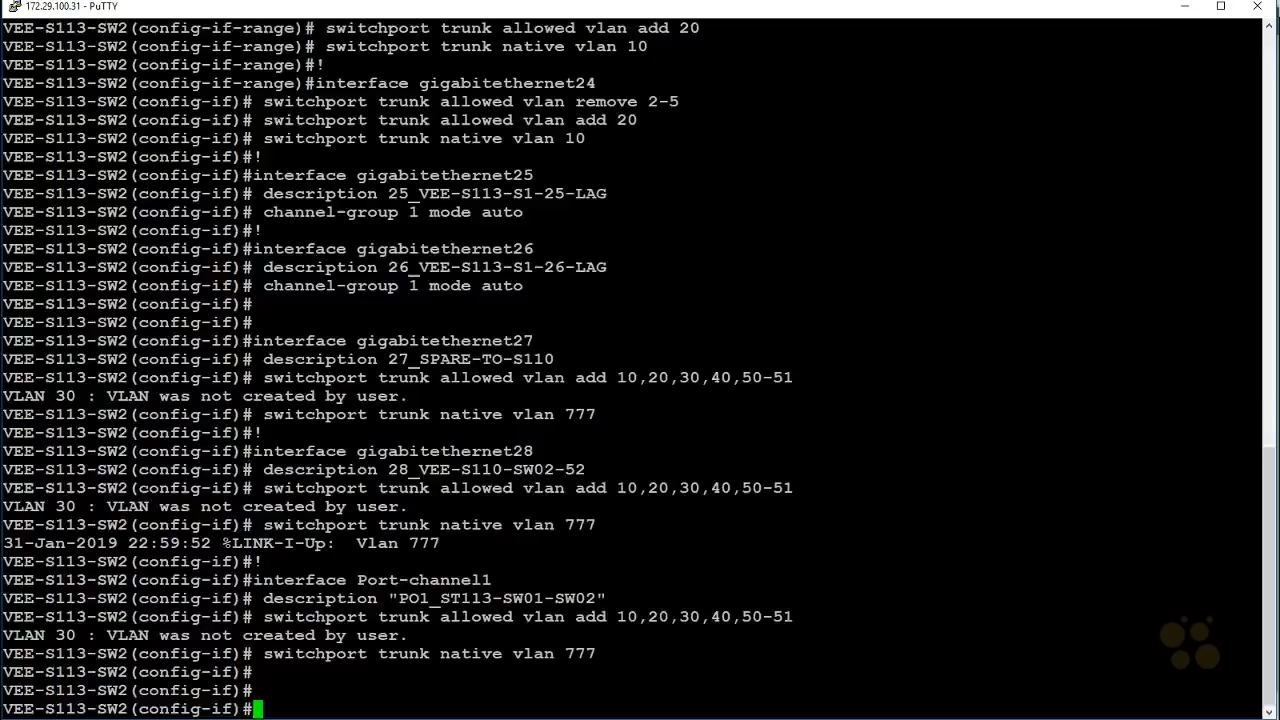 172.29.100.31 - PuTTY
VEE-S113-SW2(config-if-range)# switchport trunk allowed vlan add 20
VEE-S113-SW2(config-if-range)# switchport trunk native vlan 10
VEE-S113-SW2(config-if-range)#!
VEE-S113-SW2(config-if-range)#interface gigabitethernet24
VEE-S113-SW2(config-if)# switchport trunk allowed vlan remove 2-5
VEE-S113-SW2(config-if)# switchport trunk allowed vlan add 20
VEE-S113-SW2(config-if)# switchport trunk native vlan 10
VEE-S113-SW2(config-if)#!
VEE-S113-SW2(config-if)#interface gigabitethernet25
VEE-S113-SW2(config-if)# description 25_VEE-S113-S1-25-LAG
VEE-S113-SW2(config-if)# channel-group 1 mode auto
VEE-S113-SW2(config-if)#!
VEE-S113-SW2(config-if)#interface gigabitethernet26
VEE-S113-SW2(config-if)# description 26_VEE-S113-S1-26-LAG
VEE-S113-SW2(config-if)# channel-group 1 mode auto
VEE-S113-SW2(config-if)#
VEE-S113-SW2(config-if)#
VEE-S113-SW2(config-if)#interface gigabitethernet27
VEE-S113-SW2(config-if)# description 27_SPARE-TO-S110
VEE-S113-SW2(config-if)# switchport trunk allowed vlan add 10,20,30,40,50-51
VLAN 30 : VLAN was not created by user.
VEE-S113-SW2(config-if)# switchport trunk native vlan 777
VEE-S113-SW2(config-if)#!
VEE-S113-SW2(config-if)#interface gigabitethernet28
VEE-S113-SW2(config-if)# description 28_VEE-S110-SW02-52
VEE-S113-SW2(config-if)# switchport trunk allowed vlan add 10,20,30,40,50-51
VLAN 30 : VLAN was not created by user.
VEE-S113-SW2(config-if)# switchport trunk native vlan 777
31-Jan-2019 22:59:52 %LINK-I-Up:  Vlan 777
VEE-S113-SW2(config-if)#!
VEE-S113-SW2(config-if)#interface Port-channel1
VEE-S113-SW2(config-if)# description "PO1_ST113-SW01-SW02"
VEE-S113-SW2(config-if)# switchport trunk allowed vlan add 10,20,30,40,50-51
VLAN 30 : VLAN was not created by user.
VEE-S113-SW2(config-if)# switchport trunk native vlan 777
VEE-S113-SW2(config-if)#
VEE-S113-SW2(config-if)#
VEE-S113-SW2(config-if)#